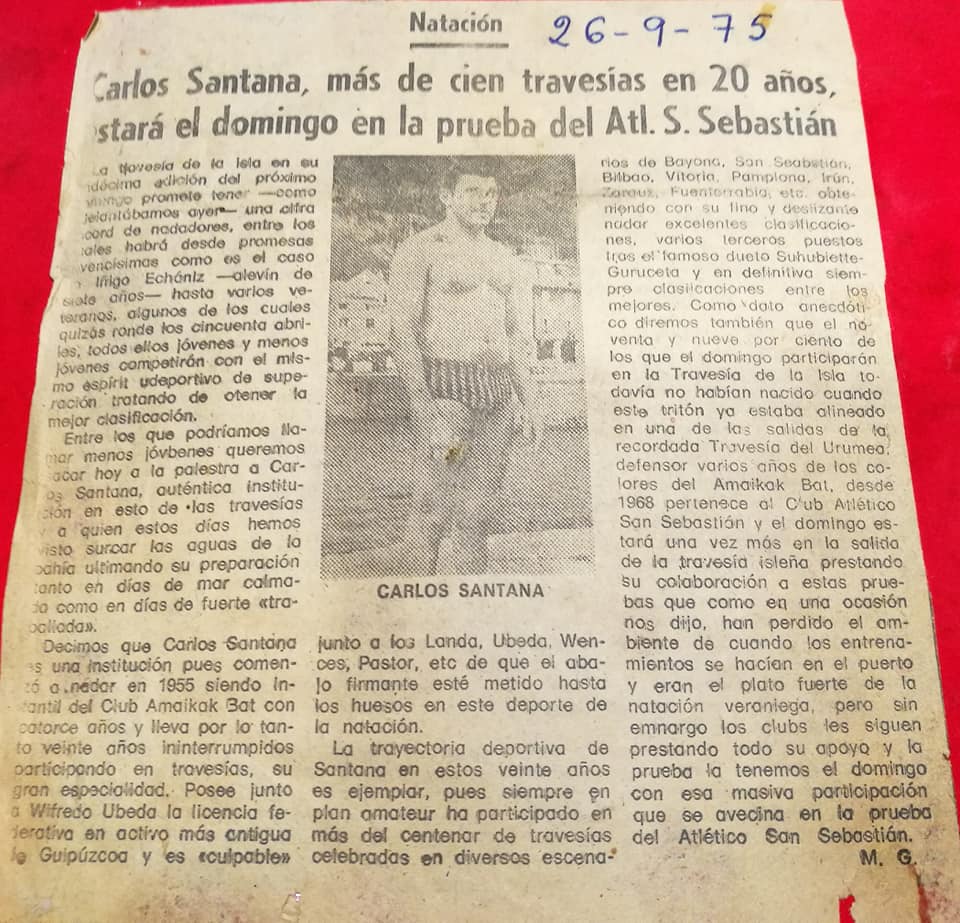 Natación
26-9-75
Carlos Santana, más de cien travesías en 20 años,
stará el domingo en la prueba del Atl. S. Sebastián
La travesía de la Isla en su
décima edición del próximo
mingo promete tener —como
elantábamos ayer— una cifra
cord de nadadores, entre los
ales habrá desde promesas
vencísimas como es el caso
Iñigo Echániz —alevín de
siete años— hasta varios ve-
teranos, algunos de los cuales
quizás ronde los cincuenta abri-
les, todos ellos jóvenes y menos
jóvenes competirán con el mis-
mo espírit udeportivo de supe-
ración tratando de otener la
mejor clasificación.
Entre los que podríamos lla-
mar menos jóvbenes queremos
sacar hoy a la palestra a Car-
os Santana, auténtica institu-
ción en esto de las travesías
y a quien estos días hemos
visto surcar las aguas de la
bahía ultimando su preparación
tanto en días de mar calma-
da como en días de fuerte «tra-
pallada».
Decimos que Carlos Santana
es una institución pues comen-
zó a nadar en 1955 siendo in-
fantil del Club Amaikak Bat con
catorce años y lleva por lo tan-
to veinte años ininterrumpidos
participando en travesías, su
gran especialidad. Posee junto
a Wifredo Ubeda la licencia fe-
derativa en activo más antigua
de Guipúzcoa y es «culpable»
CARLOS SANTANA
junto a los Landa, Ubeda, Wen-
ces, Pastor, etc de que el aba-
jo firmante esté metido hasta
los huesos en este deporte de
la natación.
La trayectoria deportiva de
Santana en estos veinte años
es ejemplar, pues siempre en
plan amateur ha participado en
más del centenar de travesías
celebradas en diversos escena-
rios de Bayona, San Seabstián,
Bilbao, Vitoria, Pamplona, Irún,
Zarauz, Fuenterrabía, etc. obte-
niendo con su fino y deslizante
nadar excelentes clasificacio-
nes, varios terceros puestos
tras el famoso dueto Suhubiette-
Guruceta y en definitiva siem-
pre clasificaciones entre los
mejores. Como dato anecdóti-
co diremos también que el no-
venta y nueve por ciento de
los que el domingo participarán
en la Travesía de la Isla to-
davía no habían nacido cuando
este tritón ya estaba alineado
en una de las salidas de la
recordada Travesía del Urumea;
defensor varios años de los co-
lores del Amaikak Bat, desde
1968 pertenece al Club Atlético
San Sebastián y el domingo es-
tará una vez más en la salida
de la travesía isleña prestando
su colaboración a estas prue-
bas que como en una ocasión
nos dijo, han perdido el am-
biente de cuando los entrena-
mientos se hacían en el puerto
y eran el plato fuerte de la
natación veraniega, pero sin
emnargo los clubs les siguen
prestando todo su apoyo y la
prueba la tenemos el domingo
con esa masiva participación
que se avecina en la prueba
del Atlético San Sebastián.
M. G.